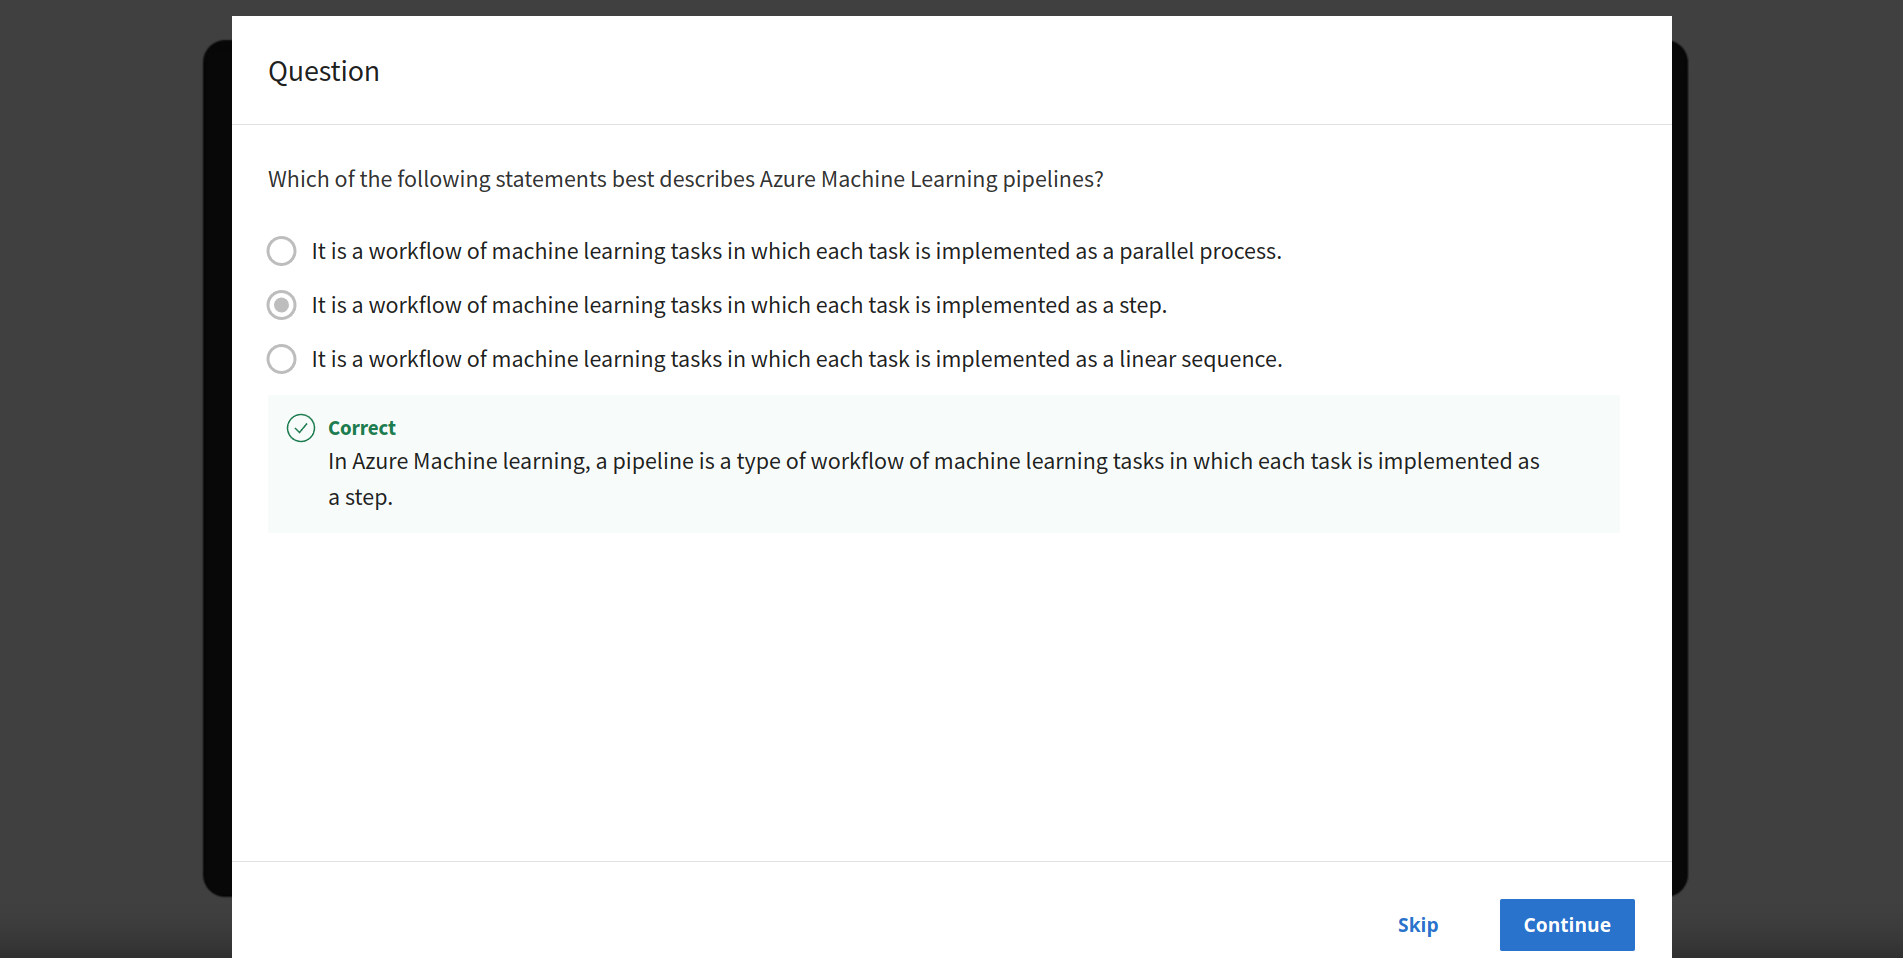 Question
Which of the following statements best describes Azure Machine Learning pipelines?
It is a workflow of machine learning tasks in which each task is implemented as a parallel process.
It is a workflow of machine learning tasks in which each task is implemented as a step.
It is a workflow of machine learning tasks in which each task is implemented as a linear sequence.
Correct
In Azure Machine learning, a pipeline is a type of workflow of machine learning tasks in which each task is implemented as
a step.
Skip
Continue